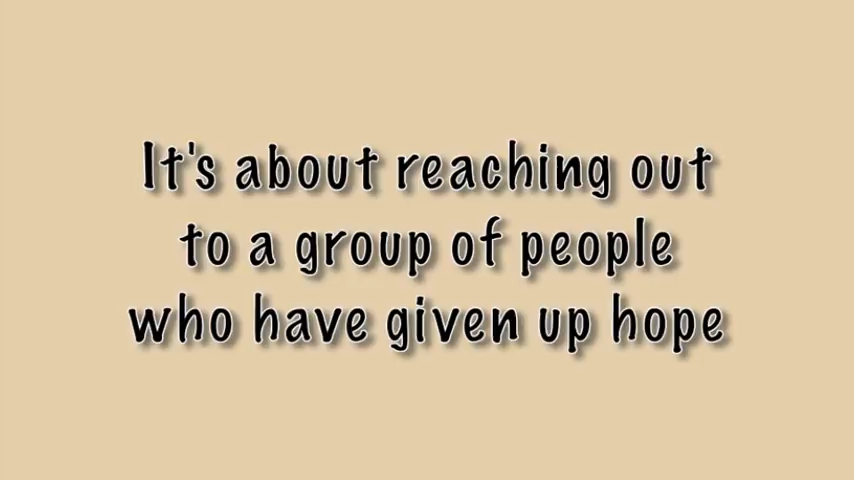 It's about reaching out
to a group of people
who have given up hope